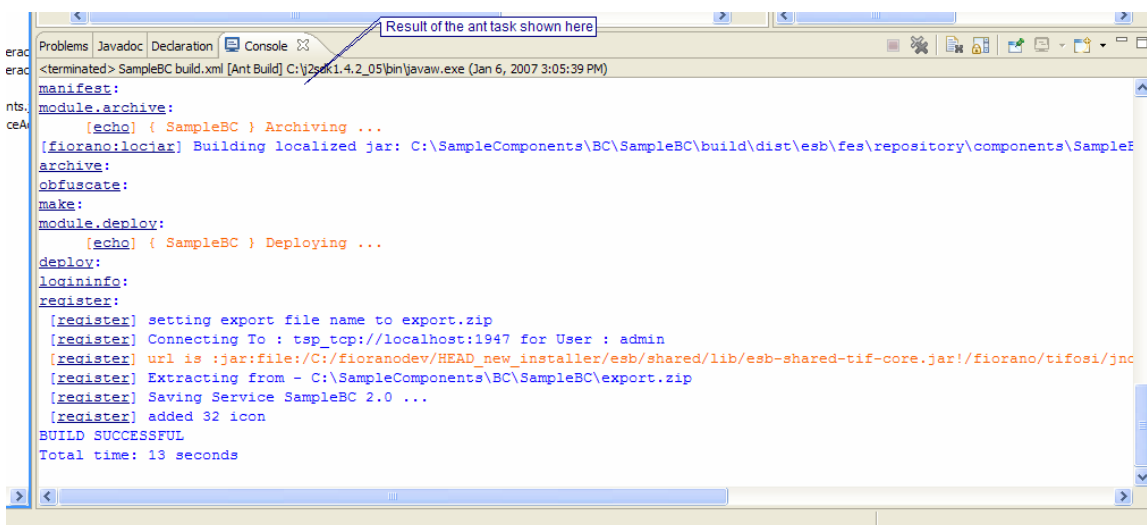 Result of the ant task shown here
Problems Javadoc Declaration Console
<terminated> SampleBC build.xml [Ant Build] C:\j2sdk1.4.2_05\bin\javaw.exe (Jan 6, 2007 3:05:39 PM)
erac
erac
nts.
ceA
manifest:
module.archive:
[echo] { SampleBC } Archiving ...
[fiorano:locjar] Building localized jar: C:\SampleComponents\BC\SampleBC\build\dist\esb\fes\repository\components\Sample
archive:
obfuscate:
make:
module.deploy:
[echo] { SampleBC } Deploying ...
deploy:
logininfo:
register:
[register] setting export file name to export.zip
[register] Connecting To : tsp_tcp://localhost:1947 for User : admin
[register] url is :jar:file:/C:/fioranodev/HEAD_new_installer/esb/shared/lib/esb-shared-tif-core.jar!/fiorano/tifosi/jnd
[register] Extracting from - C:\SampleComponents\BC\SampleBC\export.zip
[register] Saving Service SampleBC 2.0 ...
[register] added 32 icon
BUILD SUCCESSFUL
Total time: 13 seconds